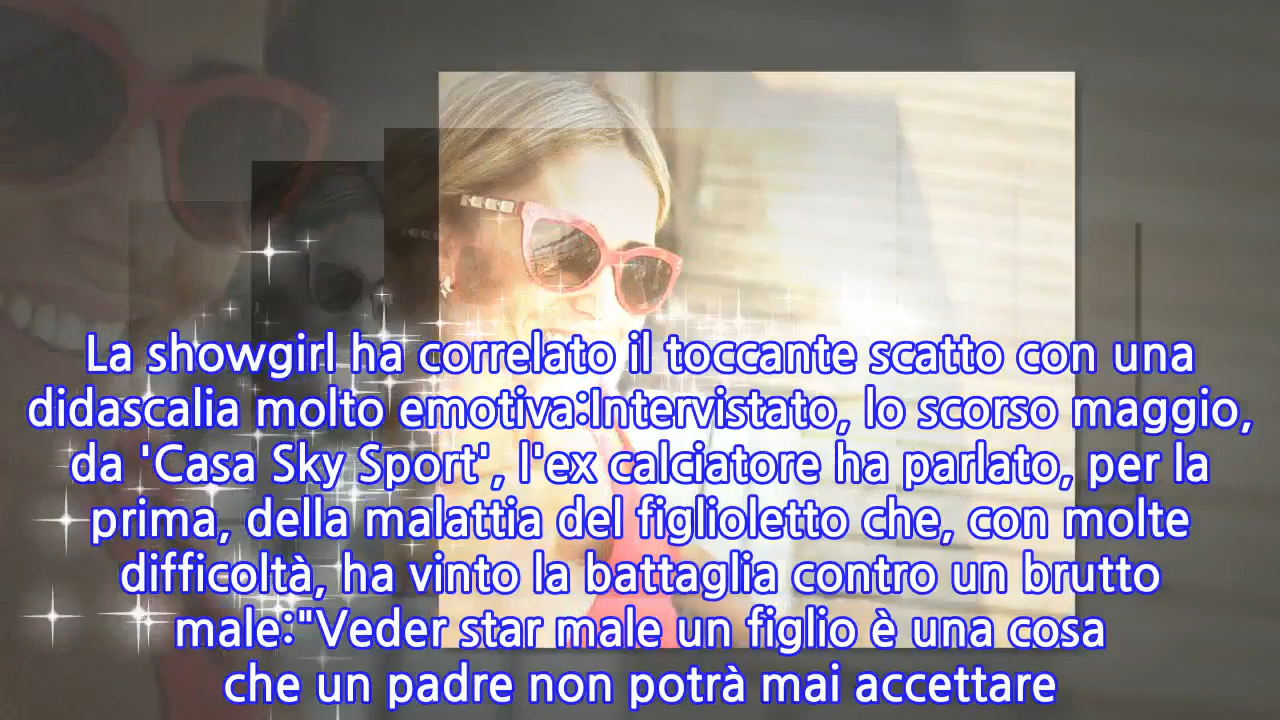 La showgirl ha correlato il toccante scatto con una
didascalia molto emotiva:Intervistato, lo scorso maggio,
da 'Casa Sky Sport', l'ex calciatore ha parlato, per la
prima, della malattia del figlioletto che, con molte
difficoltà, ha vinto la battaglia contro un brutto
male:"Veder star male un figlio è una cosa
che un padre non potrà mai accettare